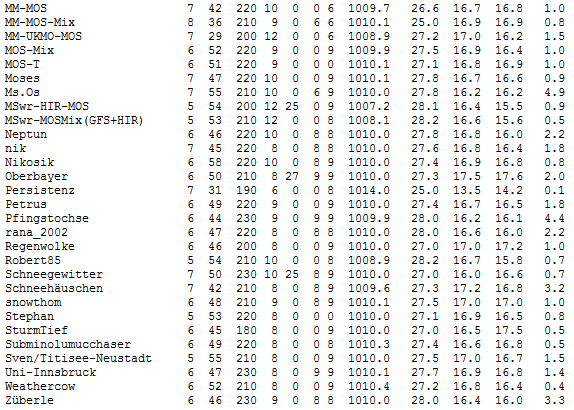 MM-MOS 7 42 220 10 0 0 6 1009.7 26.6 16.7 16.8 1.0
MM-MOS-Mix 8 36 210 9 0 6 6 1010.1 25.0 16.9 16.9 0.8
MM-UKMO-MOS 7 29 200 12 0 0 6 1008.9 27.2 17.0 16.2 1.5
MOS-Mix 6 52 220 9 0 9 9 1009.9 27.5 16.9 16.4 0.9
MOS-T 6 51 220 9 0 0 0 1010.1 27.1 16.8 16.9 1.0
Moses 7 47 220 10 0 9 9 1010.1 27.8 16.7 16.6 0.9
Ms.Os 7 55 210 10 0 6 9 1010.0 28.2 16.2 16.2 4.9
MSwr-HIR-MOS 5 54 200 12 25 0 9 1007.2 28.1 16.4 15.5 0.9
MSwr-MOSMix(GFS+HIR) 5 53 210 12 0 0 8 1008.1 28.2 16.6 15.6 0.5
Neptun 6 46 220 10 0 8 8 1010.0 27.8 16.8 16.0 2.2
nik 7 45 220 8 0 8 8 1010.0 27.6 16.8 16.4 1.8
Nikosik 6 58 220 10 0 8 9 1010.0 27.4 16.9 16.8 0.8
Oberbayer 6 50 210 8 27 9 9 1010.0 27.3 17.5 17.6 2.0
Persistenz 7 31 190 6 0 0 8 1014.0 25.0 13.5 14.2 0.1
Petrus 6 49 220 9 0 0 8 1010.0 27.4 16.7 16.5 1.8
Pfingstochse 6 44 230 9 0 9 9 1009.9 28.0 16.2 16.1 4.4
rana_2002 6 47 220 8 0 8 8 1010.0 28.0 16.6 16.0 2.2
Regenwolke 6 46 200 8 0 0 9 1010.0 27.0 17.0 17.2 1.0
Robert85 5 54 210 10 0 0 8 1008.9 28.2 16.7 15.8 0.7
Schneegewitter 7 50 230 10 25 8 9 1010.0 27.0 16.0 16.6 0.7
Schneehäuschen 7 42 210 8 0 8 9 1009.6 27.3 17.2 16.8 3.2
snowthom 6 48 210 9 0 8 9 1010.1 27.5 17.0 17.0 1.0
Stephan 5 53 220 8 0 0 0 1010.0 27.1 16.9 16.5 0.8
SturmTief 6 45 180 8 0 0 9 1010.0 27.0 16.5 17.5 0.5
Subminolumucchaser 6 49 220 8 0 0 8 1010.3 27.4 16.6 16.8 0.5
Sven/Titisee-Neustadt 5 55 210 8 0 0 9 1010.0 27.5 17.0 16.7 1.5
Uni-Innsbruck 6 47 230 8 0 9 9 1010.1 27.7 16.9 16.8 1.4
Weathercow 6 52 210 8 0 0 8 1010.4 27.2 16.8 16.4 0.4
Züberle 6 46 230 9 0 8 8 1010.0 28.0 16.4 16.0 3.3